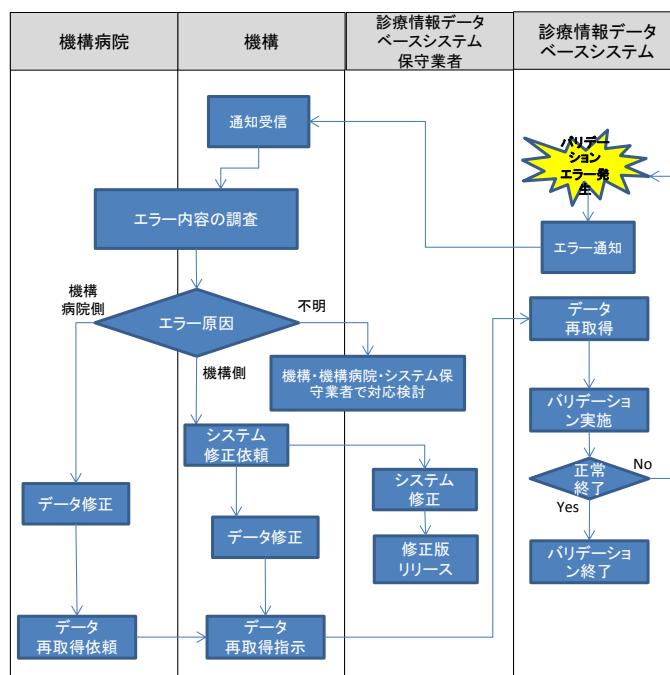 機構病院
機構
診療情報データ
ベースシステム
保守業者
診療情報データ
ベースシステム
通知受信
バリデー
ション
エラー発
生
エラー内容の調査
エラー通知
機構
病院側
エラー原因
不明
データ
再取得
機構側
機構・機構病院・システム保
守業者で対応検討
バリデーショ
ン実施
システム
修正依頼
システム
修正
正常
終了
No
Yes
データ修正
データ修正
修正版
リリース
バリデーショ
ン終了
データ
再取得依頼
データ
再取得指示